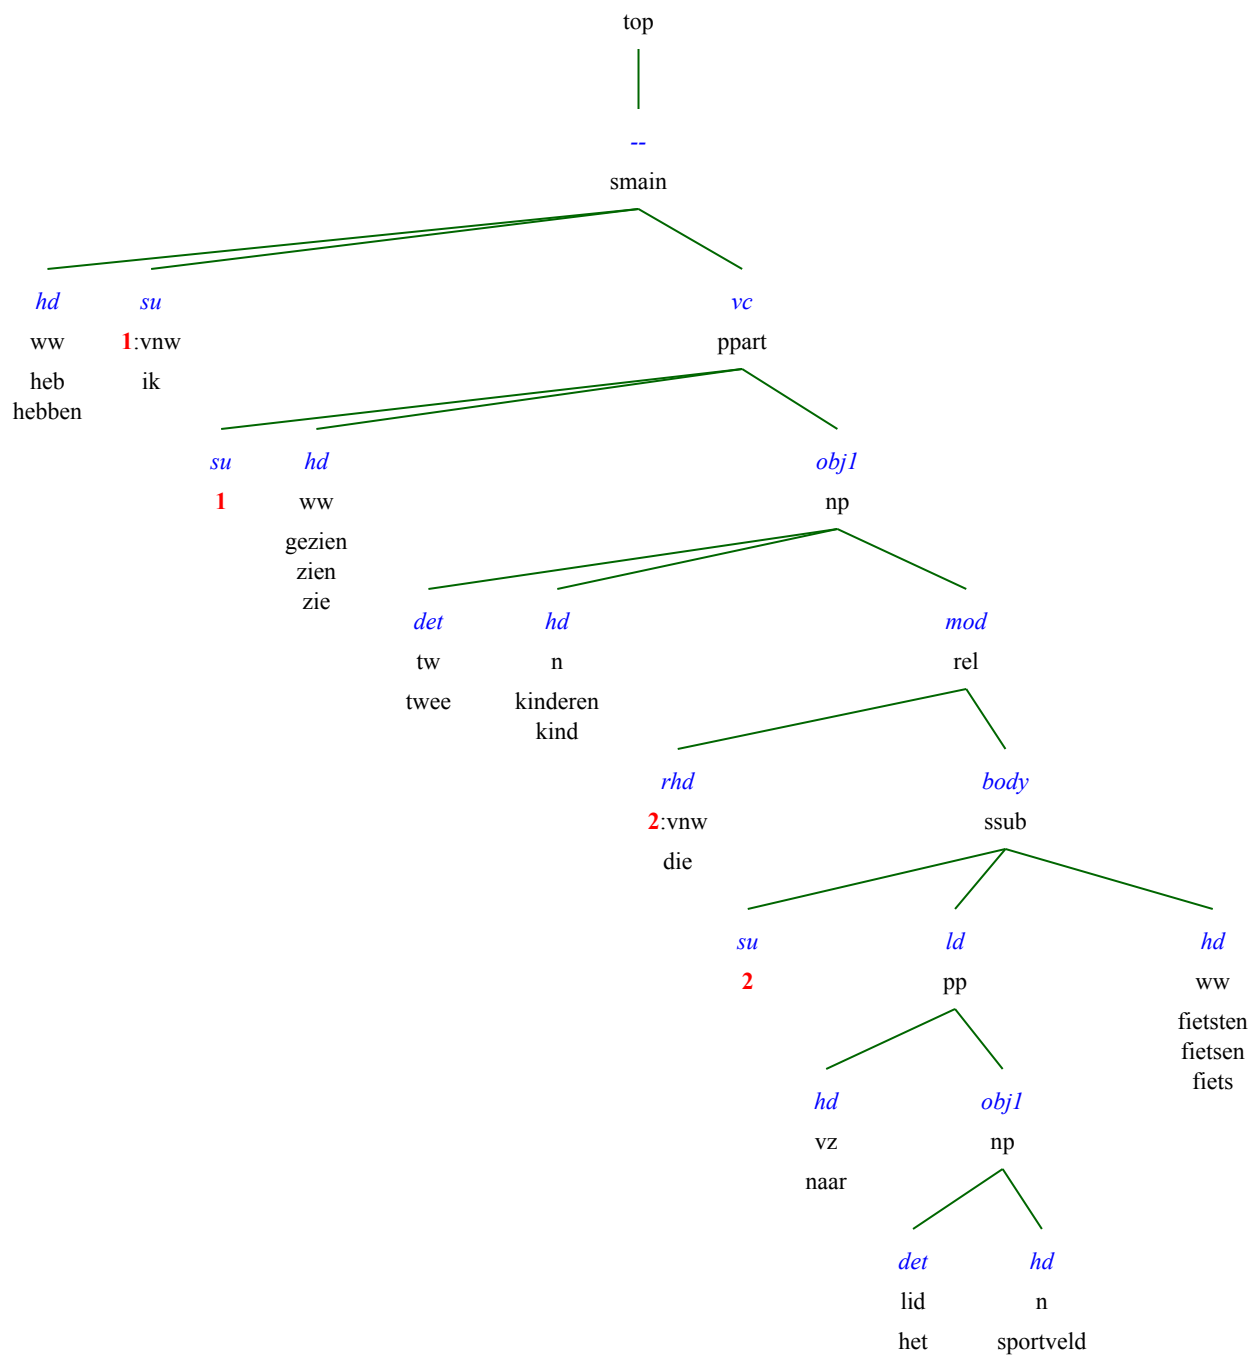 top
--
smain
hd su vc
ww 1:vnw ppart
heb ik
hebben
su hd obj1
1 ww np
gezien
zien
zie
det hd mod
tw n rel
twee kinderen
kind
rhd body
2:vnw ssub
die
su ld hd
2 pp ww
fietsten
fietsen
fiets
hd obj1
vz np
naar
det hd
lid n
het sportveld